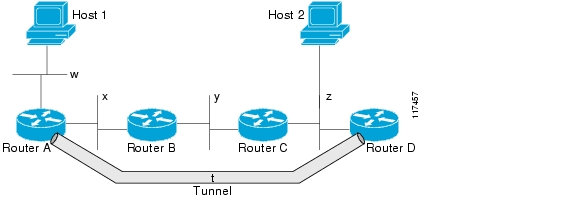 Host 1
Host 2
w
x
y
z
117457
Router A
Router B
Router C
Router D
t
Tunnel